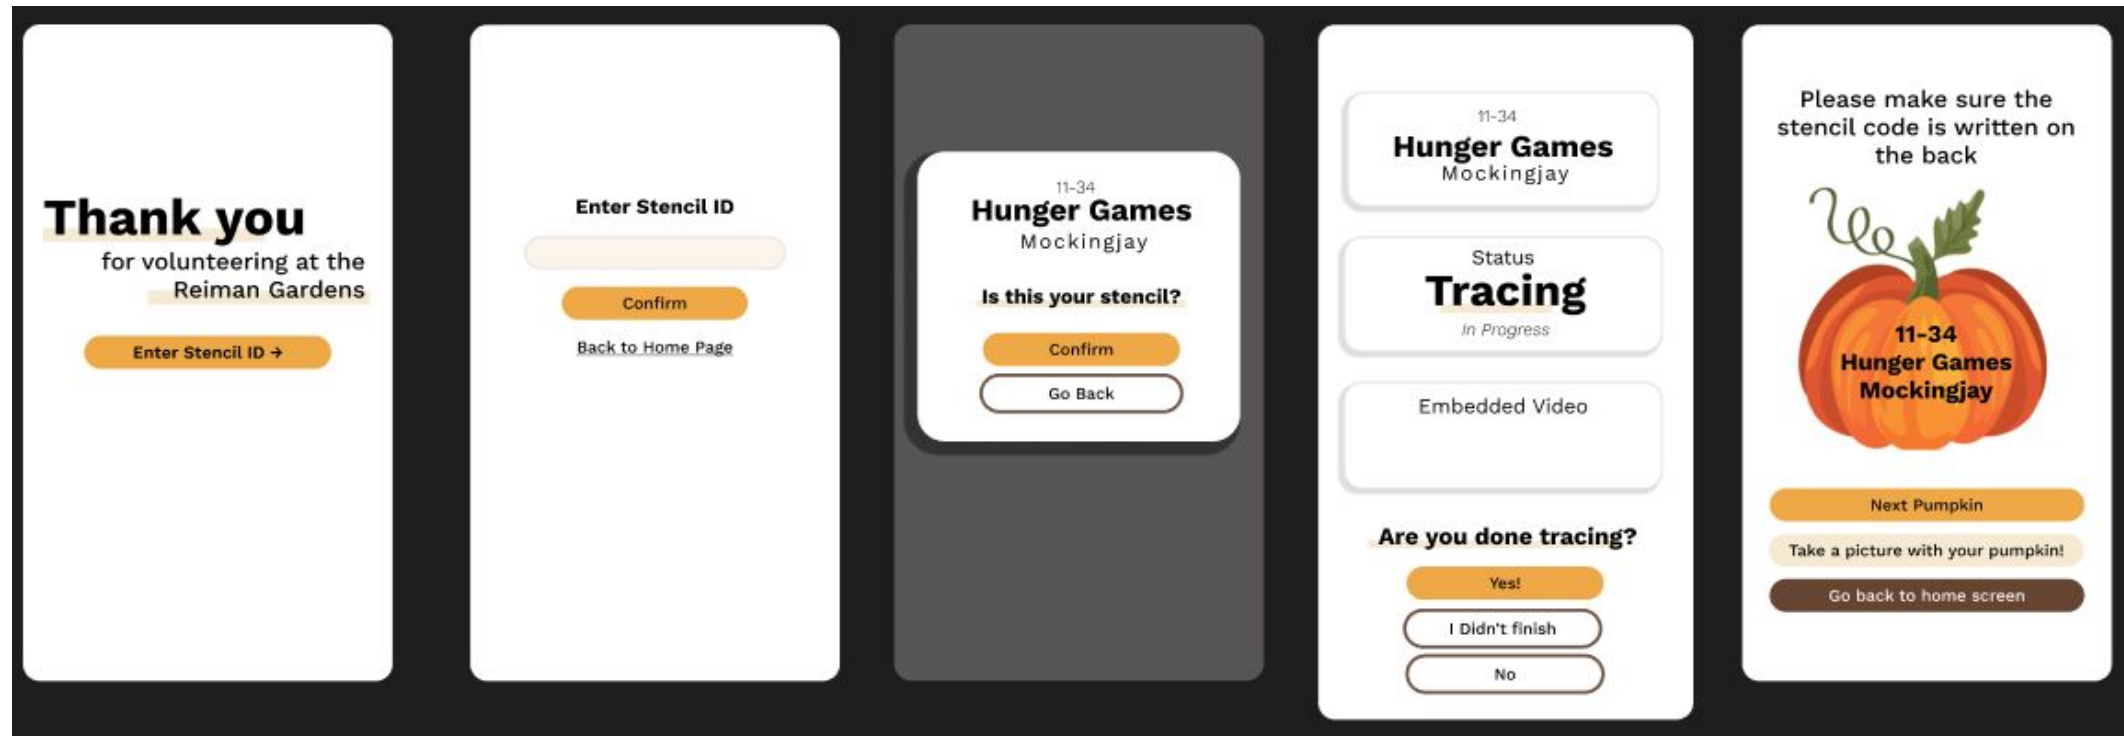 Thank you
for volunteering at the
Reiman Gardens
Enter Stencil ID →
Enter Stencil ID
Confirm
Back to Home Page
11-34
Hunger Games
Mockingjay
Is this your stencil?
Confirm
Go Back
11-34
Hunger Games
Mockingjay
Status
Tracing
In Progress
Embedded Video
Are you done tracing?
Yes!
I Didn't finish
No
Please make sure the
stencil code is written on
the back
11-34
Hunger Games
Mockingjay
Next Pumpkin
Take a picture with your pumpkin!
Go back to home screen